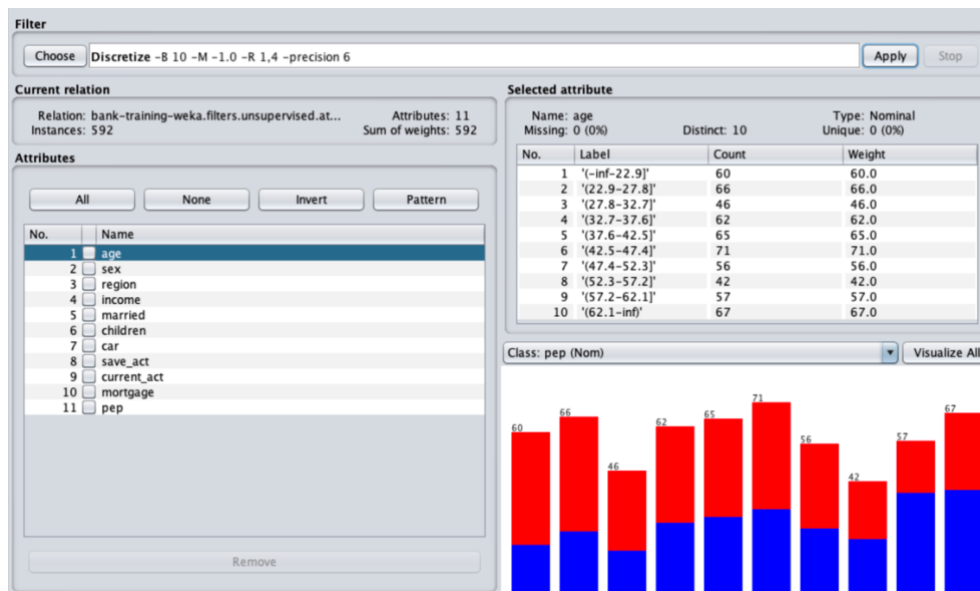 Filter
Choose Discretize -B 10 -M -1.0 -R 1,4 -precision 6 Apply Stop
Current relation
Relation: bank-training-weka.filters.unsupervised.at... Attributes: 11
Instances: 592 Sum of weights: 592
Attributes
All None Invert Pattern
No. Name
1 age
2 sex
3 region
4 income
5 married
6 children
7 car
8 save_act
9 current_act
10 mortgage
11 pep
Remove
Selected attribute
Name: age Type: Nominal
Missing: 0 (0%) Distinct: 10 Unique: 0 (0%)
No. Label Count Weight
1 '(-inf-22.9]' 60 60.0
2 '(22.9-27.8]' 66 66.0
3 '(27.8-32.7]' 46 46.0
4 '(32.7-37.6]' 62 62.0
5 '(37.6-42.5]' 65 65.0
6 '(42.5-47.4]' 71 71.0
7 '(47.4-52.3]' 56 56.0
8 '(52.3-57.2]' 42 42.0
9 '(57.2-62.1]' 57 57.0
10 '(62.1-inf)' 67 67.0
Class: pep (Nom) Visualize All
60 66 46 62 65 71 56 42 57 67